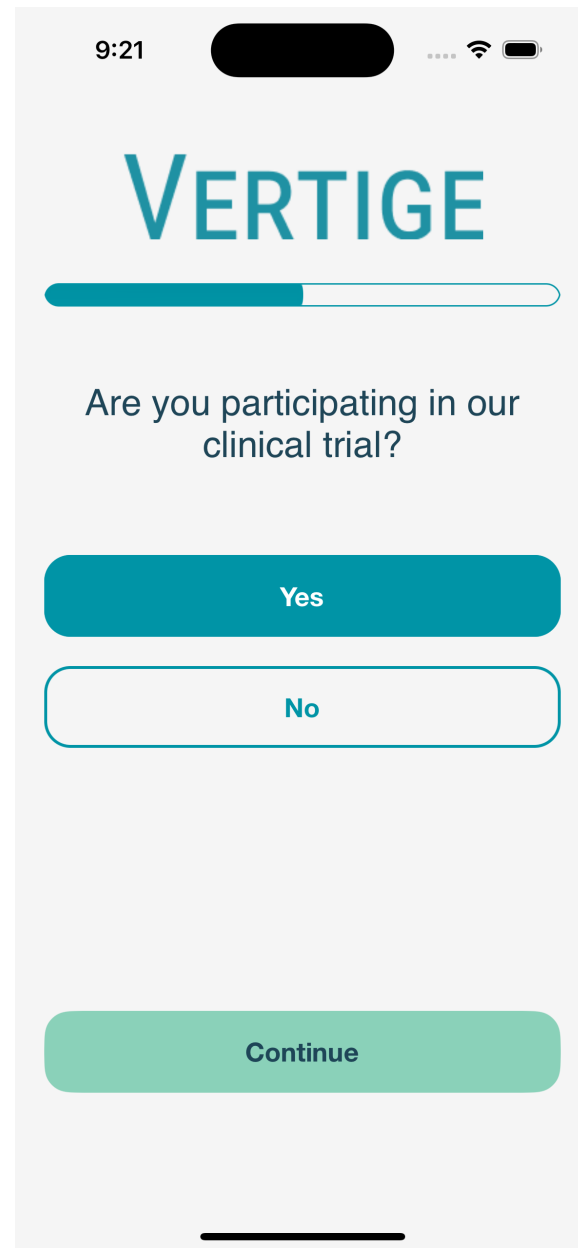 9:21
VERTIGE
Are you participating in our
clinical trial?
Yes
No
Continue